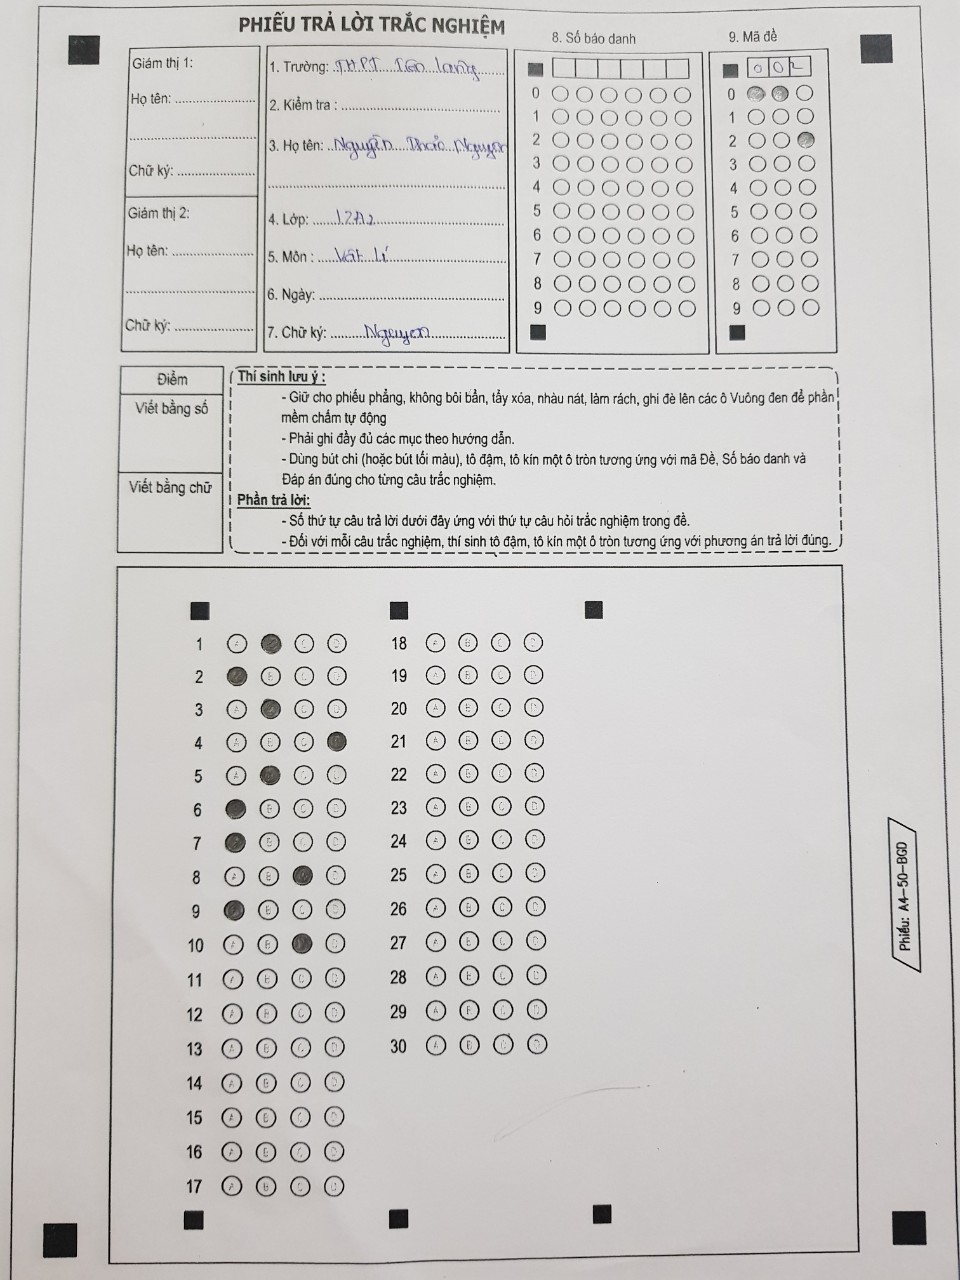 PHIẾU TRẢ LỜI TRẮC NGHIỆM
Giám thị 1:
Họ tên:
Chữ ký:
Giám thị 2:
Họ tên:
Chữ ký:
1. Trường: T.H.P.T Tiên Lãng
2. Kiểm tra :
3. Họ tên: Nguyễn Thảo Nguyên
4. Lớp: 12A2
5. Môn : Vật lí
6. Ngày:
7. Chữ ký: Nguyen
8. Số báo danh
0
1
2
3
4
5
6
7
8
9
9. Mã đề
0 0 2
0
1
2
3
4
5
6
7
8
9
Điểm
Viết bằng số
Viết bằng chữ
Thí sinh lưu ý :
- Giữ cho phiếu phẳng, không bôi bẩn, tẩy xóa, nhàu nát, làm rách, ghi đè lên các ô Vuông đen để phần
mềm chấm tự động
- Phải ghi đầy đủ các mục theo hướng dẫn.
- Dùng bút chì (hoặc bút tối màu), tô đậm, tô kín một ô tròn tương ứng với mã Đề, Số báo danh và
Đáp án đúng cho từng câu trắc nghiệm.
Phần trả lời:
- Số thứ tự câu trả lời dưới đây ứng với thứ tự câu hỏi trắc nghiệm trong đề.
- Đối với mỗi câu trắc nghiệm, thí sinh tô đậm, tô kín một ô tròn tương ứng với phương án trả lời đúng.
1 A C D
2 B C D
3 A C D
4 A B C
5 A C D
6 B C D
7 B C D
8 A B D
9 B C D
10 A B D
11 A B C D
12 A B C D
13 A B C D
14 A B C D
15 A B C D
16 A B C D
17 A B C D
18 A B C D
19 A B C D
20 A B C D
21 A B C D
22 A B C D
23 A B C D
24 A B C D
25 A B C D
26 A B C D
27 A B C D
28 A B C D
29 A B C D
30 A B C D
Phiếu: A4-50-BGD